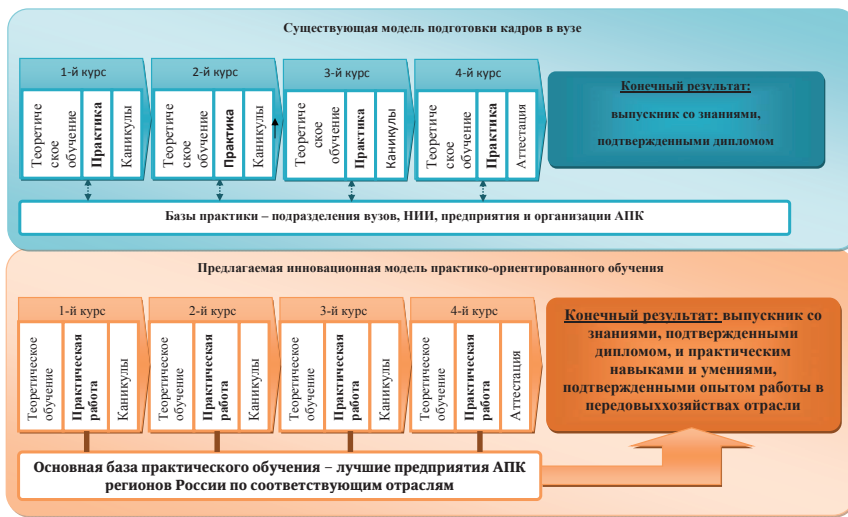 Существующая модель подготовки кадров в вузе
1-й курс
2-й курс
3-й курс
4-й курс
Теоретиче
ское
обучение
Практика
Каникулы
Теоретиче
ское
обучение
Практика
Каникулы
Теоретиче
ское
обучение
Практика
Каникулы
Теоретиче
ское
обучение
Практика
Аттестация
Конечный результат:
выпускник со знаниями,
подтвержденными дипломом
Базы практики – подразделения вузов, НИИ, предприятия и организации АПК
Предлагаемая инновационная модель практико-ориентированного обучения
1-й курс
2-й курс
3-й курс
4-й курс
Теоретическое
обучение
Практическая
работа
Каникулы
Теоретическое
обучение
Практическая
работа
Каникулы
Теоретическое
обучение
Практическая
работа
Каникулы
Теоретическое
обучение
Практическая
работа
Аттестация
Конечный результат: выпускник со
знаниями, подтвержденными
дипломом, и практическим
навыками и умениями,
подтвержденными опытом работы в
передовыххозяйствах отрасли
Основная база практического обучения – лучшие предприятия АПК
регионов России по соответствующим отраслям